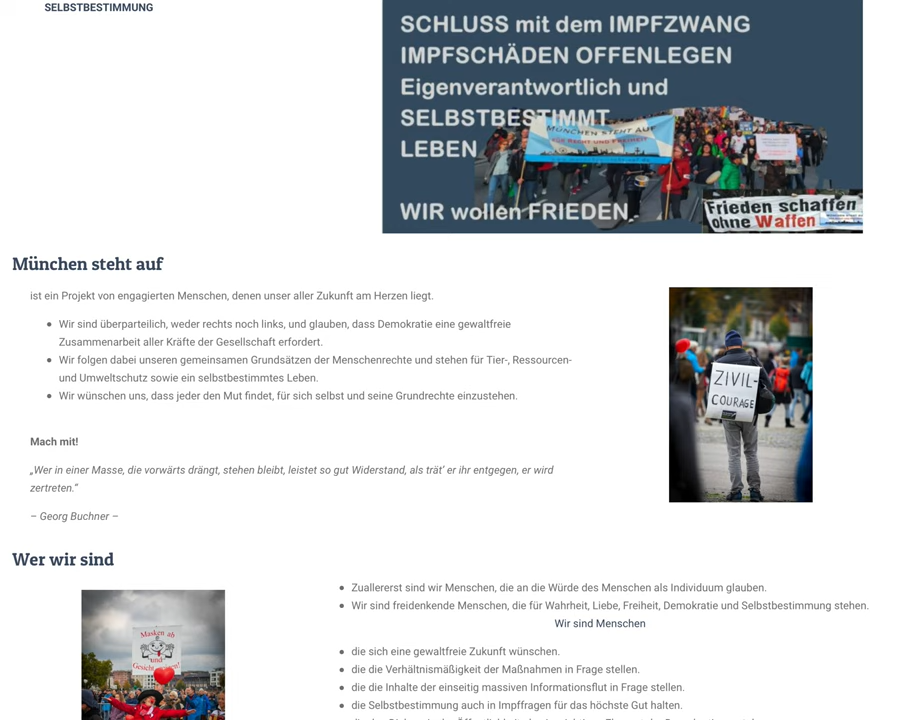 SELBSTBESTIMMUNG
SCHLUSS mit dem IMPFZWANG
IMPFSCHÄDEN OFFENLEGEN
Eigenverantwortlich und
SELBSTBESTIMMT
LEBEN
MÜNCHEN STEHT AUF
FÜR RECHT UND FREIHEIT
WIR wollen FRIEDEN
Frieden schaffen
ohne Waffen
München steht auf
ist ein Projekt von engagierten Menschen, denen unser aller Zukunft am Herzen liegt.
Wir sind überparteilich, weder rechts noch links, und glauben, dass Demokratie eine gewaltfreie
Zusammenarbeit aller Kräfte der Gesellschaft erfordert.
Wir folgen dabei unseren gemeinsamen Grundsätzen der Menschenrechte und stehen für Tier-, Ressourcen-
und Umweltschutz sowie ein selbstbestimmtes Leben.
Wir wünschen uns, dass jeder den Mut findet, für sich selbst und seine Grundrechte einzustehen.
ZIVIL-
COURAGE
Mach mit!
„Wer in einer Masse, die vorwärts drängt, stehen bleibt, leistet so gut Widerstand, als trät’ er ihr entgegen, er wird
zertreten.“
– Georg Buchner –
Wer wir sind
Masken ab
und
Gesicht
Zuallererst sind wir Menschen, die an die Würde des Menschen als Individuum glauben.
Wir sind freidenkende Menschen, die für Wahrheit, Liebe, Freiheit, Demokratie und Selbstbestimmung stehen.
Wir sind Menschen
die sich eine gewaltfreie Zukunft wünschen.
die die Verhältnismäßigkeit der Maßnahmen in Frage stellen.
die die Inhalte der einseitig massiven Informationsflut in Frage stellen.
die Selbstbestimmung auch in Impffragen für das höchste Gut halten.